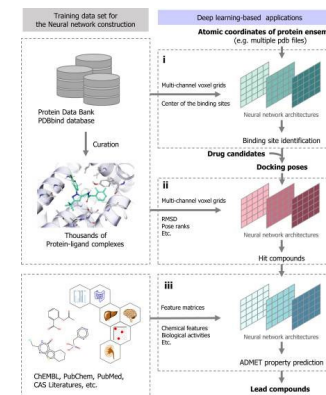 Training data set for
the Neural network construction
Protein Data Bank
PDBbind database
Curation
Thousands of
Protein-ligand complexes
ChEMBL, PubChem, PubMed,
CAS Literatures, etc.
Deep learning-based applications
Atomic coordinates of protein ensem
(e.g. multiple pdb files)
i
Multi-channel voxel grids
Center of the binding sites
Neural network architectures
Binding site identification
Drug candidates
Docking poses
ii
Multi-channel voxel grids
RMSD
Pose ranks
Etc.
Neural network architectures
Hit compounds
iii
Feature matrices
Chemical features
Biological activities
Etc.
Neural network architectures
ADMET property prediction
Lead compounds